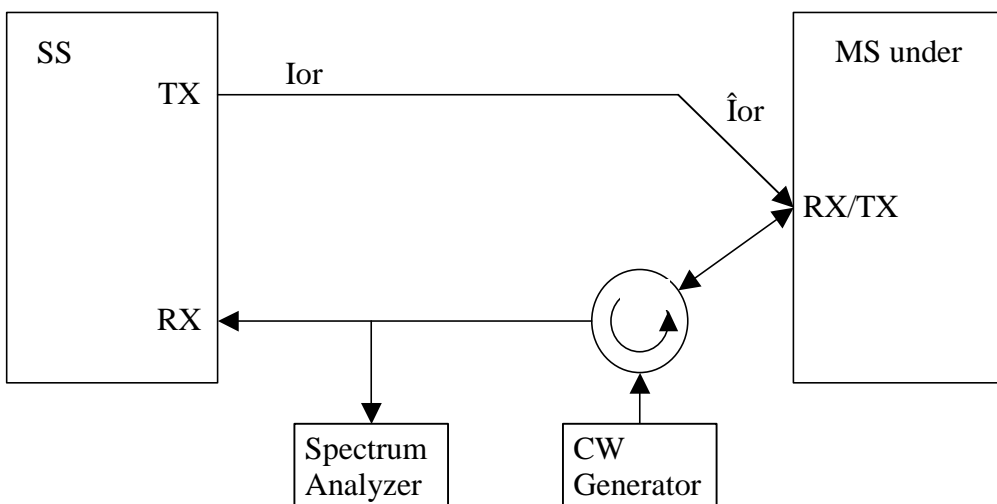 SS
MS under
TX
Ior
Îor
RX/TX
RX
Spectrum
Analyzer
CW
Generator